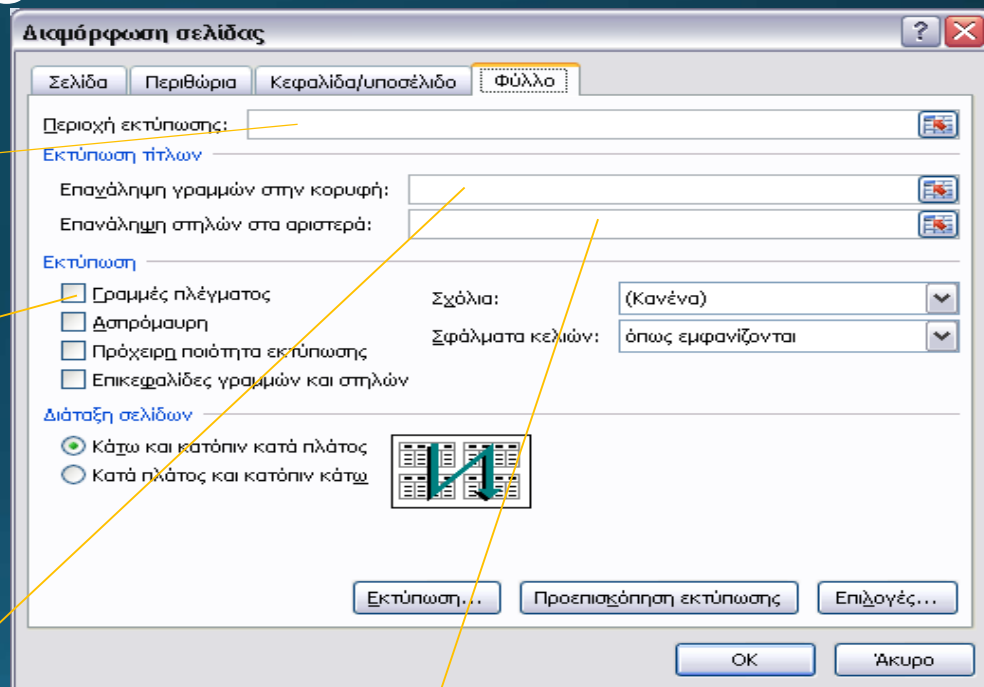 Διαμόρφωση σελίδας
Σελίδα Περιθώρια Κεφαλίδα/υποσέλιδο Φύλλο
Περιοχή εκτύπωσης:
Εκτύπωση τίτλων
Επανάληψη γραμμών στην κορυφή:
Επανάληψη στηλών στα αριστερά:
Εκτύπωση
Γραμμές πλέγματος Σχόλια: (Κανένα)
Ασπρόμαυρη Σφάλματα κελιών: όπως εμφανίζονται
Πρόχειρη ποιότητα εκτύπωσης
Επικεφαλίδες γραμμών και στηλών
Διάταξη σελίδων
Κάτω και κατόπιν κατά πλάτος
Κατά πλάτος και κατόπιν κάτω
Εκτύπωση... Προεπισκόπηση εκτύπωσης Επιλογές...
OK Άκυρο